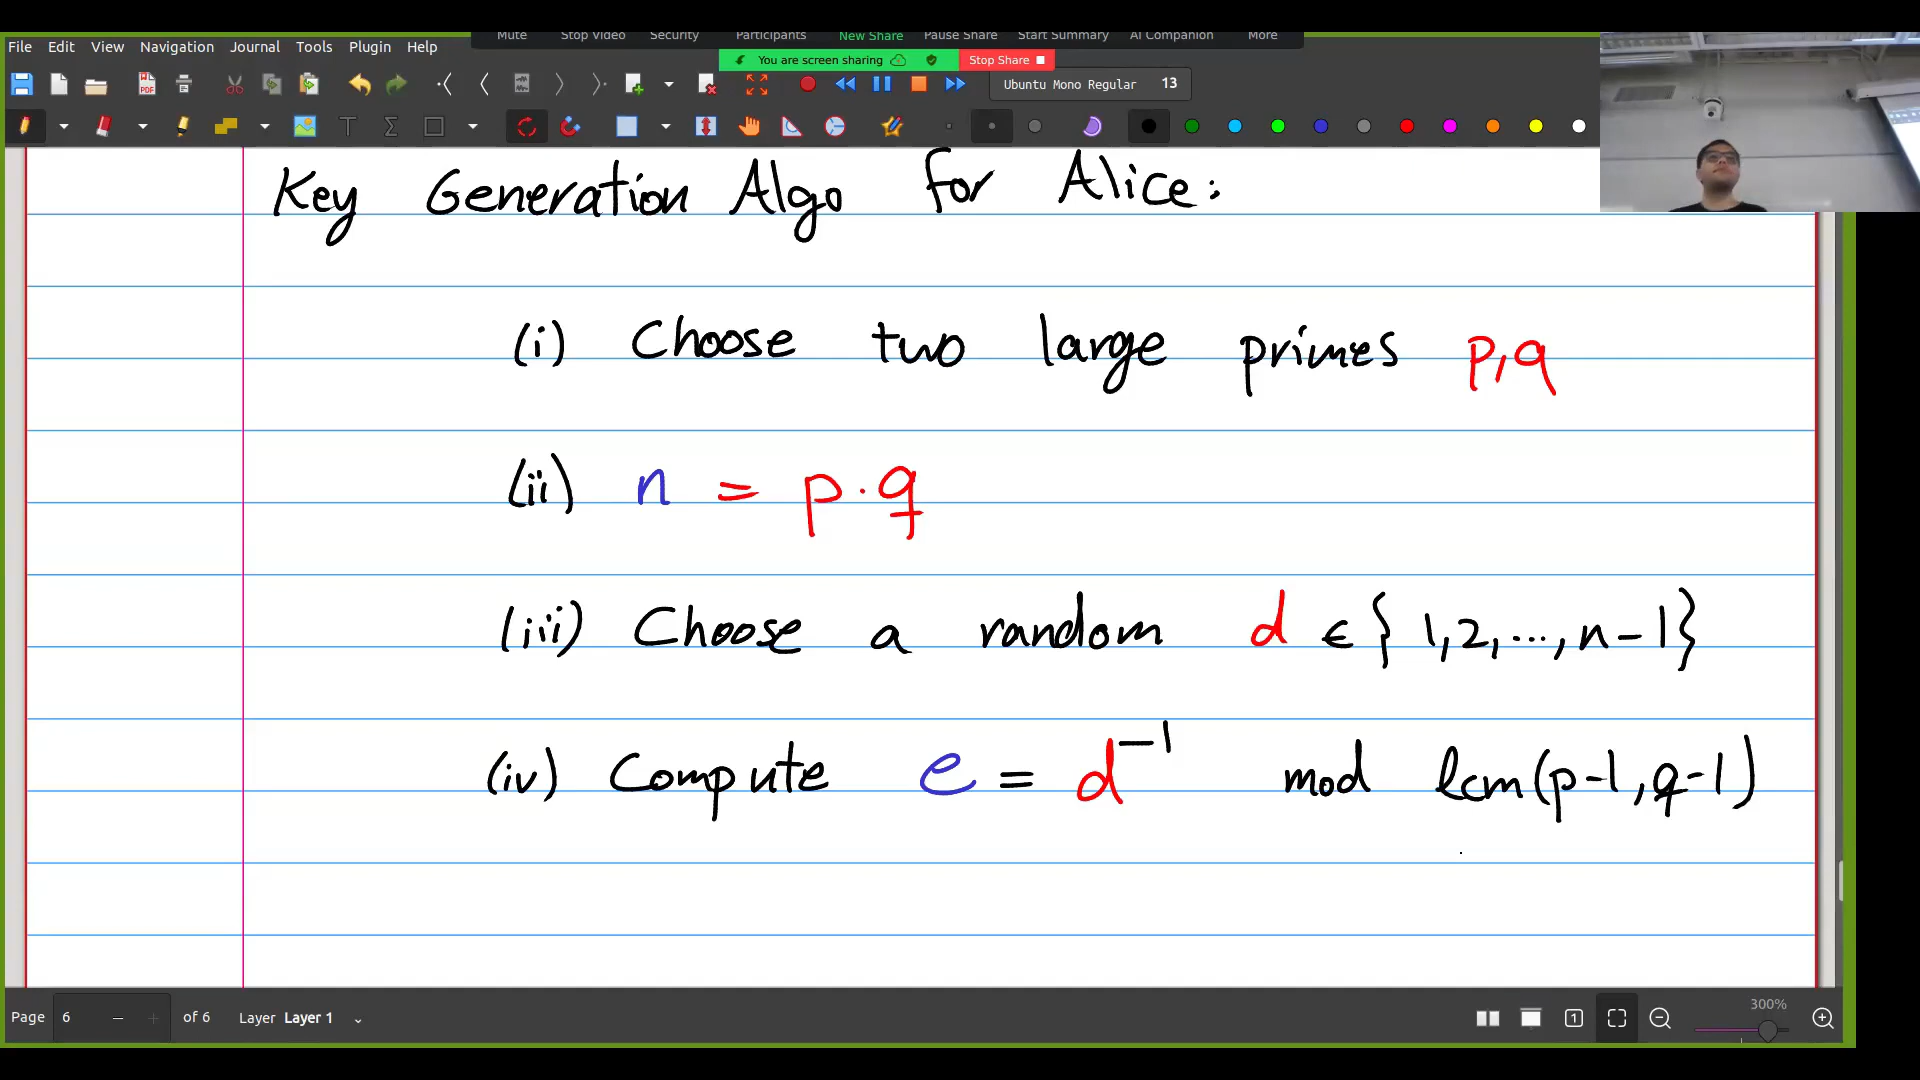 Mute Stop Video Security Participants New Share Pause Share Start Summary AI Companion More
File Edit View Navigation Journal Tools Plugin Help
You are screen sharing Stop Share
PDF
Ubuntu Mono Regular 13
T Σ
Key Generation Algo for Alice:
(i) Choose two large primes p,q
(ii) n = p·q
(iii) Choose a random d ∈ { 1,2,...,n-1}
(iv) Compute e = d⁻¹ mod lcm(p-1,q-1)
Page 6 of 6 Layer Layer 1
1
300%